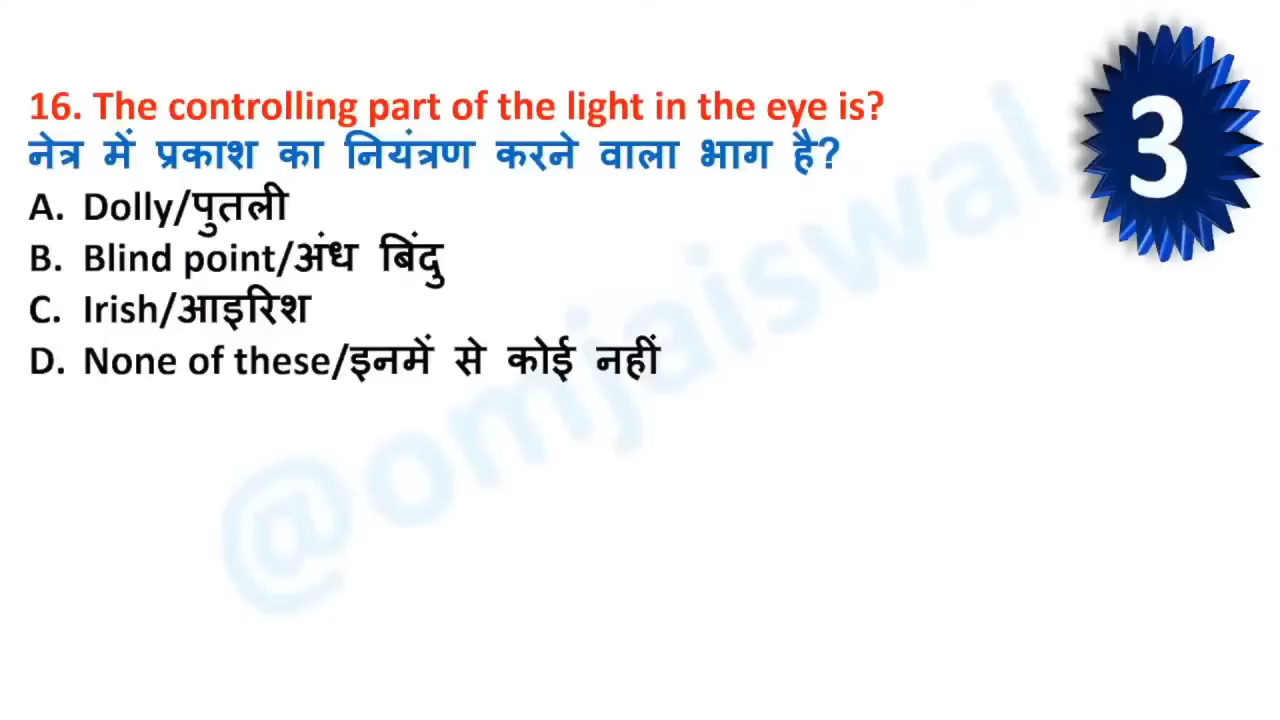 16. The controlling part of the light in the eye is?
नेत्र में प्रकाश का नियंत्रण करने वाला भाग है?
A. Dolly/पुतली
B. Blind point/अंध बिंदु
C. Irish/आइरिश
D. None of these/इनमें से कोई नहीं
3
@omjaiswal